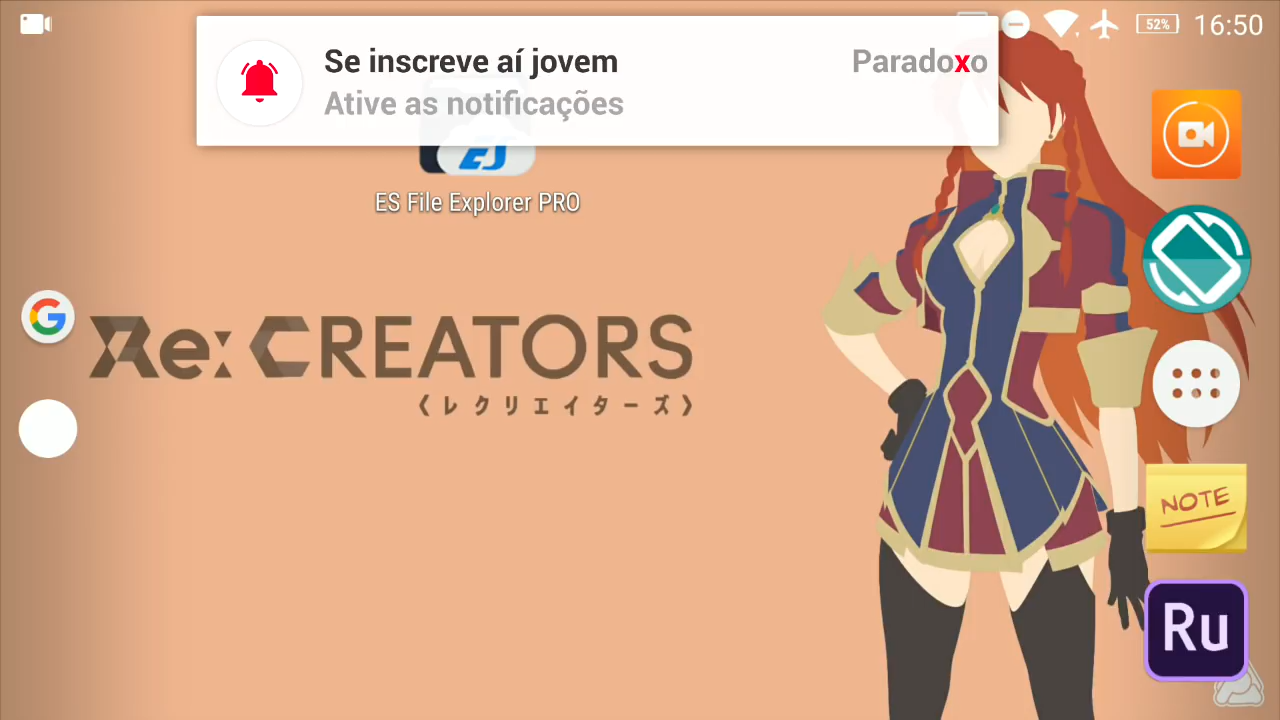 52% 16:50
Se inscreve aí jovem
Paradoxo
Ative as notificações
ES File Explorer PRO
Re:CREATORS
《レクリエイターズ》
NOTE
Ru